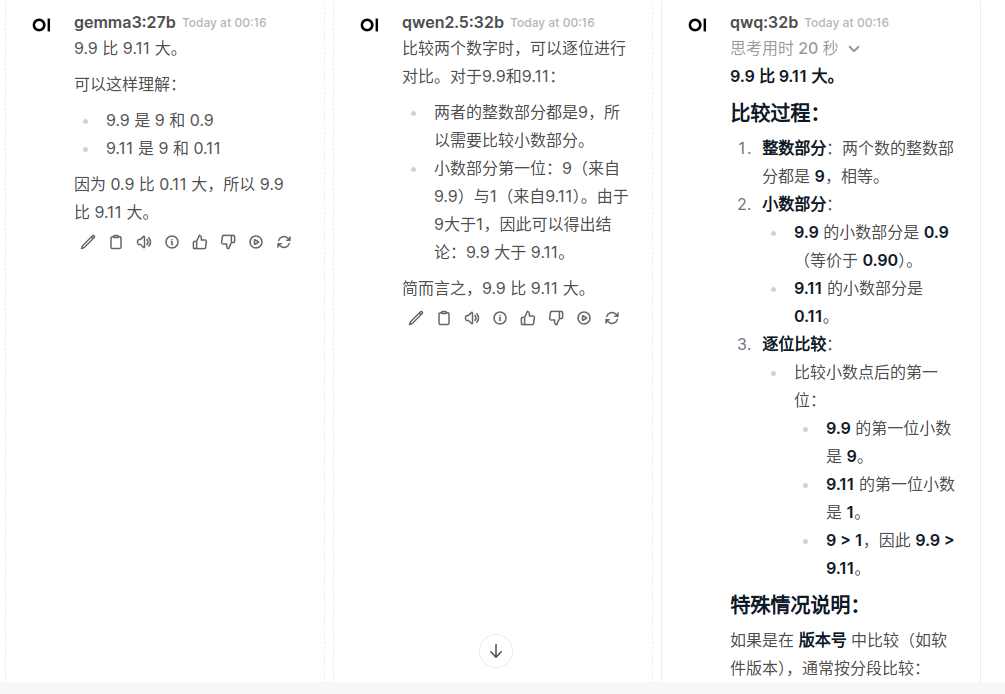 gemma3:27b Today at 00:16
9.9 比 9.11 大。
可以这样理解：
9.9 是 9 和 0.9
9.11 是 9 和 0.11
因为 0.9 比 0.11 大，所以 9.9
比 9.11 大。
qwen2.5:32b Today at 00:16
比较两个数字时，可以逐位进行
对比。对于9.9和9.11：
两者的整数部分都是9，所
以需要比较小数部分。
小数部分第一位：9（来自
9.9）与1（来自9.11）。由于
9大于1，因此可以得出结
论：9.9 大于 9.11。
简而言之，9.9 比 9.11 大。
qwq:32b Today at 00:16
思考用时 20 秒
9.9 比 9.11 大。
比较过程：
1. 整数部分：两个数的整数部
分都是 9，相等。
2. 小数部分：
9.9 的小数部分是 0.9
（等价于 0.90）。
9.11 的小数部分是
0.11。
3. 逐位比较：
比较小数点后的第一
位：
9.9 的第一位小数
是 9。
9.11 的第一位小数
是 1。
9 > 1，因此 9.9 >
9.11。
特殊情况说明：
如果是在 版本号 中比较（如软
件版本），通常按分段比较：